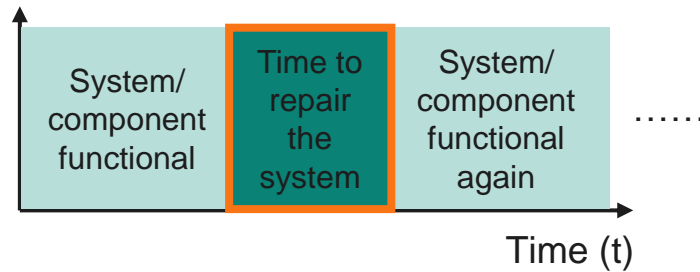 System/
component
functional
Time to
repair
the
system
System/
component
functional
again
......
Time (t)